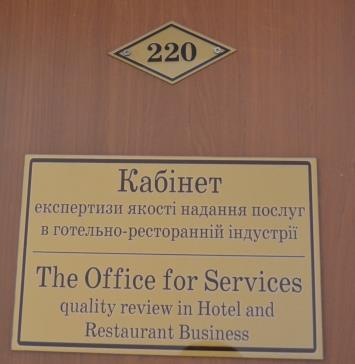 220
Кабінет
експертизи якості надання послуг
в готельно-ресторанній індустрії
The Office for Services
quality review in Hotel and
Restaurant Business